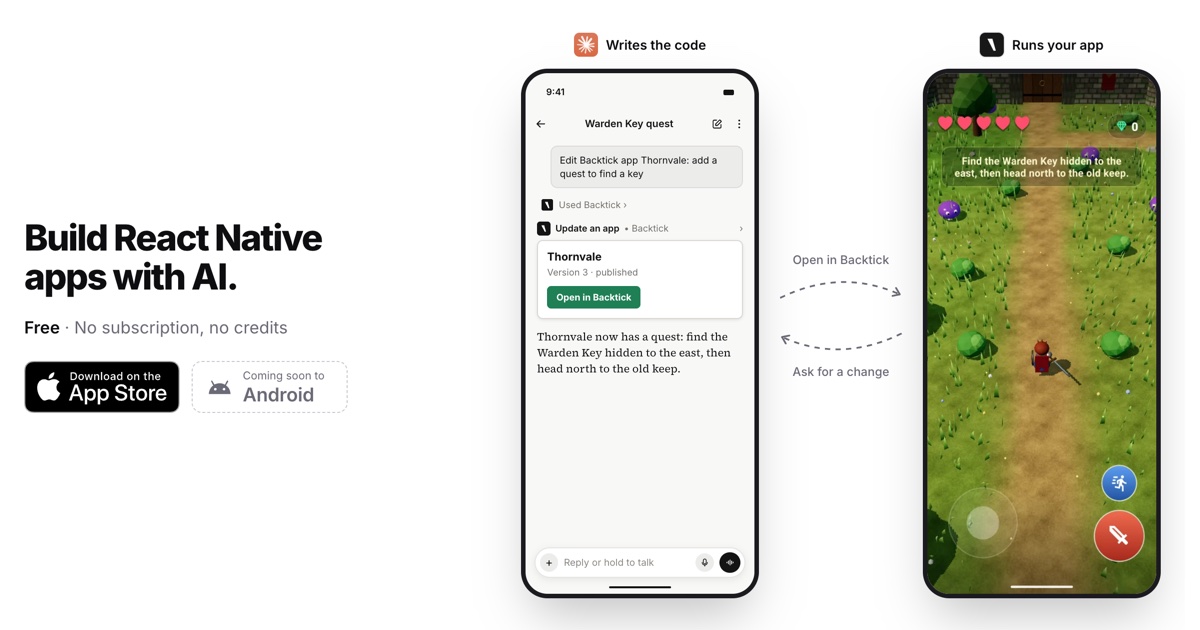 Build React Native
apps with AI.
Free · No subscription, no credits
Download on the
App Store
Coming soon to
Android
Writes the code
9:41
Warden Key quest
Edit Backtick app Thornvale: add a
quest to find a key
Used Backtick ›
Update an app • Backtick ›
Thornvale
Version 3 · published
Open in Backtick
Thornvale now has a quest: find the
Warden Key hidden to the east, then
head north to the old keep.
Reply or hold to talk
Open in Backtick
Ask for a change
Runs your app
0
Find the Warden Key hidden to the
east, then head north to the old keep.